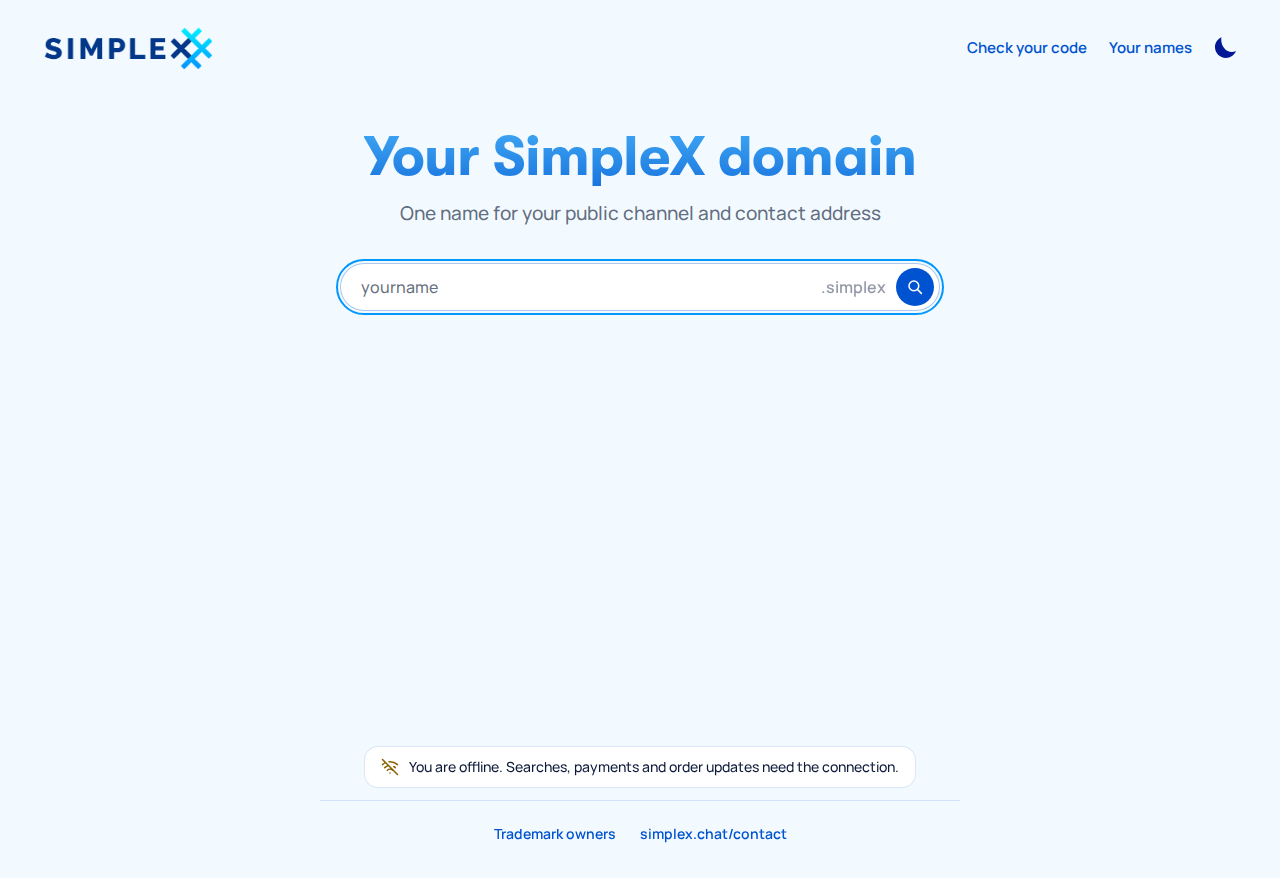 SIMPLEX
Check your code
Your names
Your SimpleX domain
One name for your public channel and contact address
yourname
.simplex
You are offline. Searches, payments and order updates need the connection.
Trademark owners
simplex.chat/contact